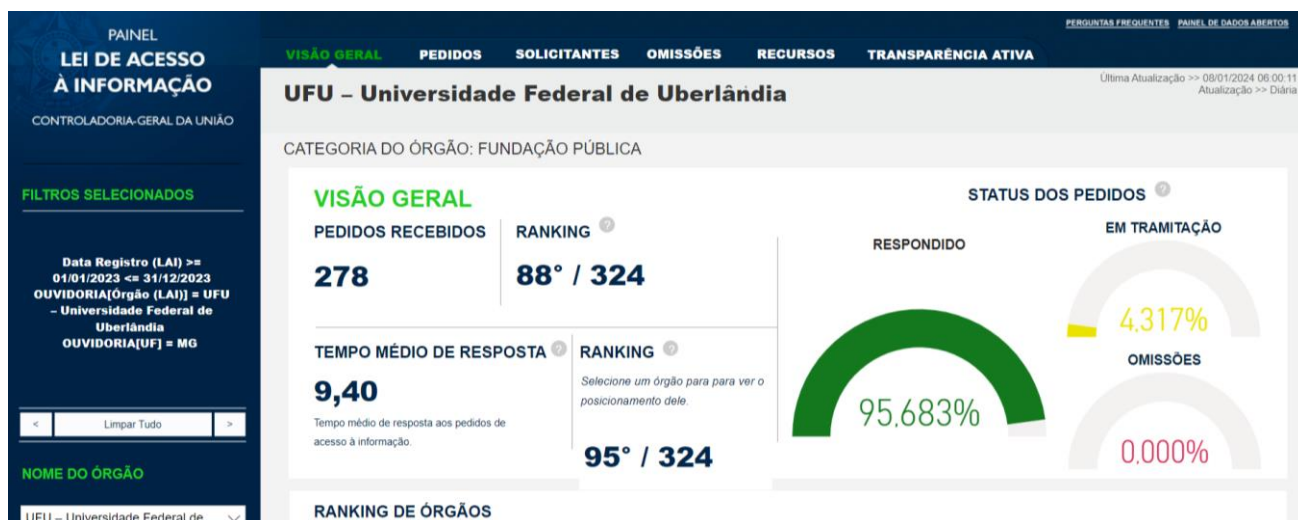 PERGUNTAS FREQUENTES PAINEL DE DADOS ABERTOS
PAINEL
LEI DE ACESSO
À INFORMAÇÃO
CONTROLADORIA-GERAL DA UNIÃO
VISÃO GERAL PEDIDOS SOLICITANTES OMISSÕES RECURSOS TRANSPARÊNCIA ATIVA
Última Atualização >> 08/01/2024 06:00:11
Atualização >> Diária
UFU – Universidade Federal de Uberlândia
CATEGORIA DO ÓRGÃO: FUNDAÇÃO PÚBLICA
FILTROS SELECIONADOS
Data Registro (LAI) >=
01/01/2023 <= 31/12/2023
OUVIDORIA[Órgão (LAI)] = UFU
– Universidade Federal de
Uberlândia
OUVIDORIA[UF] = MG
< Limpar Tudo >
NOME DO ÓRGÃO
UFU – Universidade Federal de
VISÃO GERAL
PEDIDOS RECEBIDOS
278
RANKING ?
88° / 324
TEMPO MÉDIO DE RESPOSTA ?
9,40
Tempo médio de resposta aos pedidos de
acesso à informação.
RANKING ?
Selecione um órgão para para ver o
posicionamento dele.
95° / 324
STATUS DOS PEDIDOS ?
RESPONDIDO
95,683%
EM TRAMITAÇÃO
4,317%
OMISSÕES
0,000%
RANKING DE ÓRGÃOS